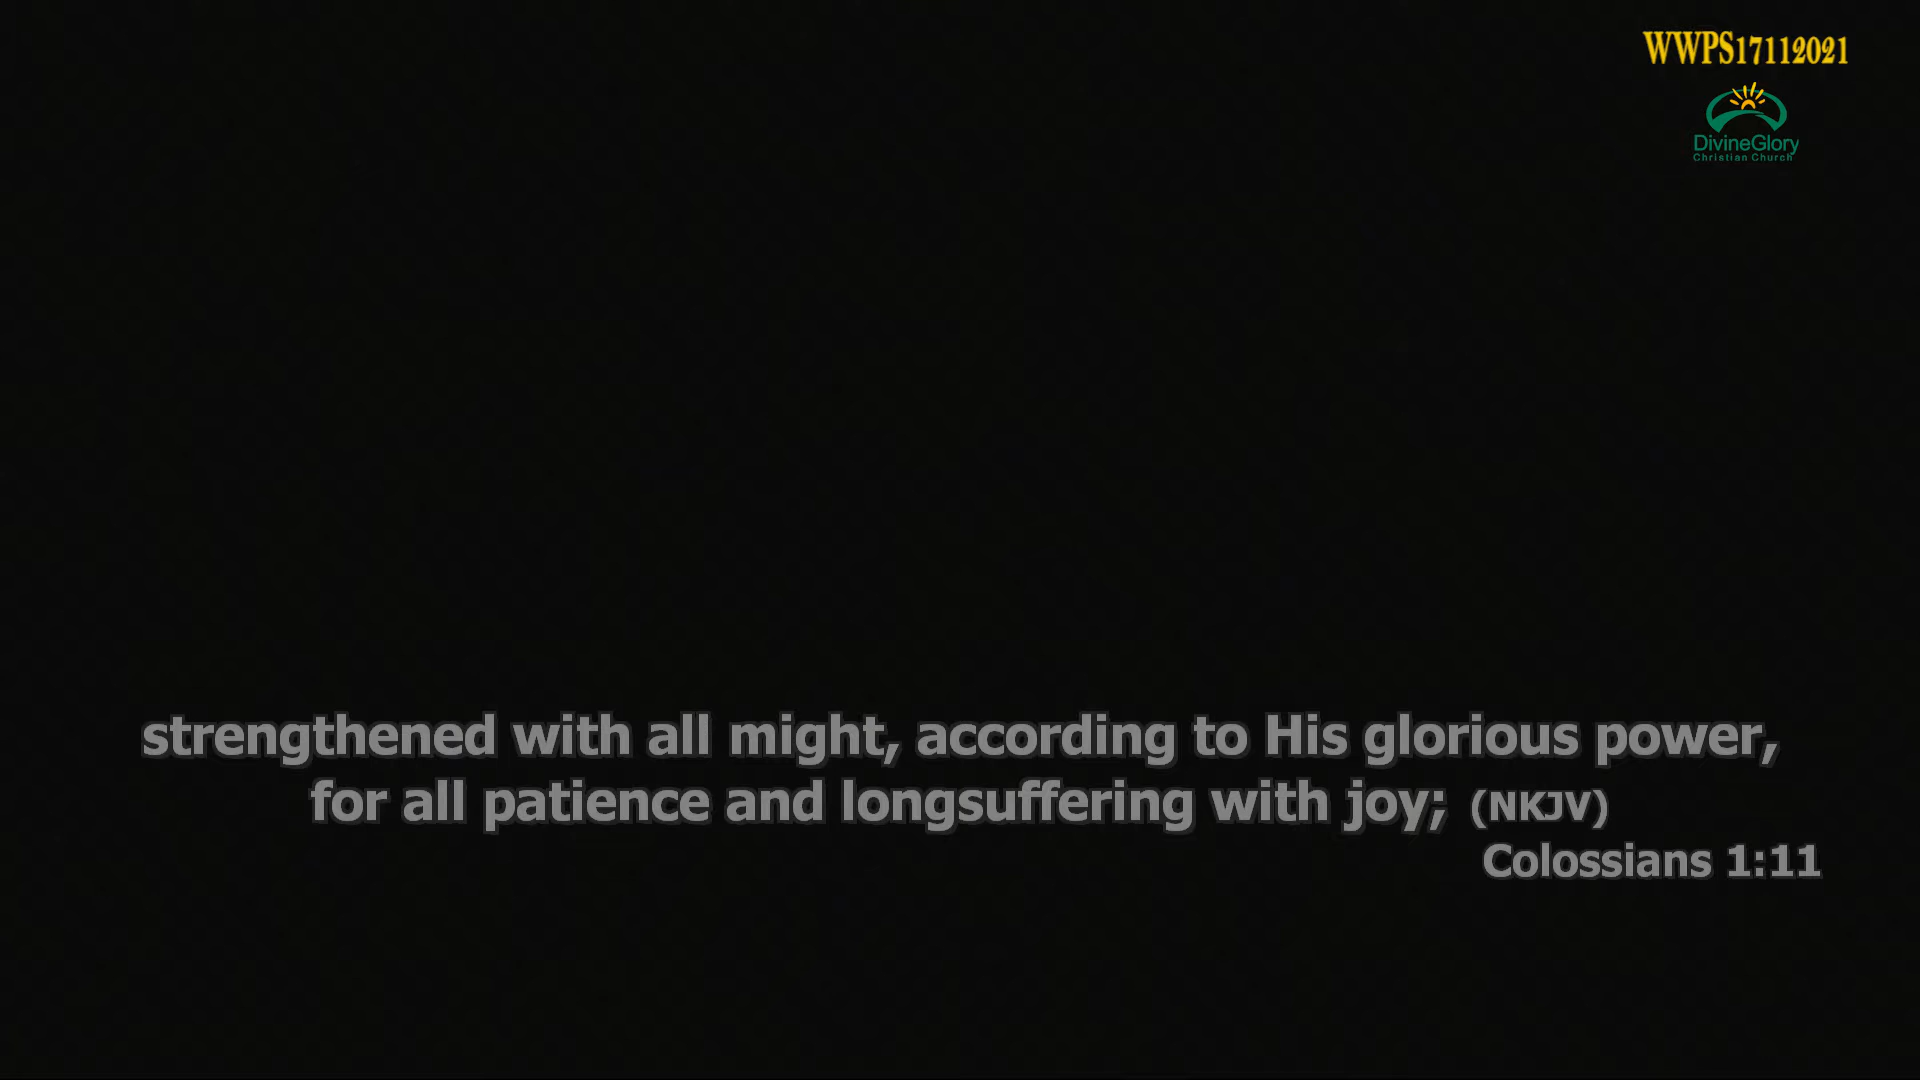 WWPS17112021
DivineGlory
Christian Church
strengthened with all might, according to His glorious power,
for all patience and longsuffering with joy; (NKJV)
Colossians 1:11